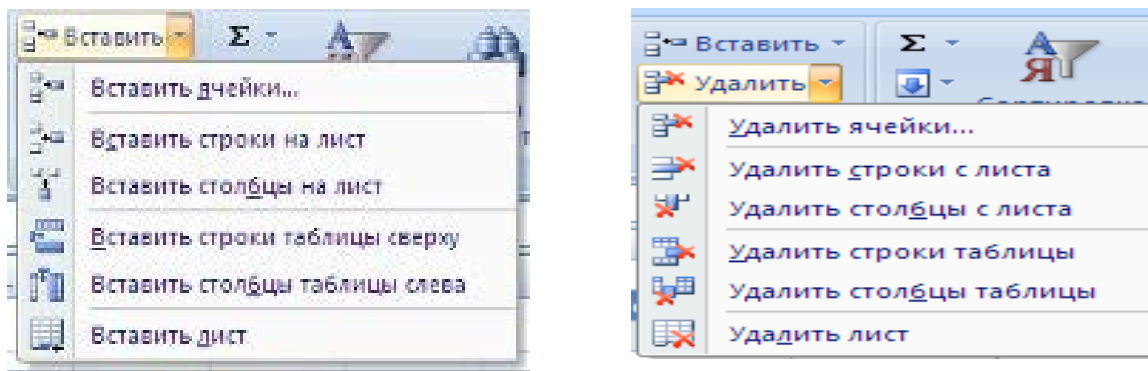 Вставить Σ АЯ
Вставить ячейки...
Вставить строки на лист
Вставить столбцы на лист
Вставить строки таблицы сверху
Вставить столбцы таблицы слева
Вставить лист
Вставить Σ АЯ
Удалить
Удалить ячейки...
Удалить строки с листа
Удалить столбцы с листа
Удалить строки таблицы
Удалить столбцы таблицы
Удалить лист